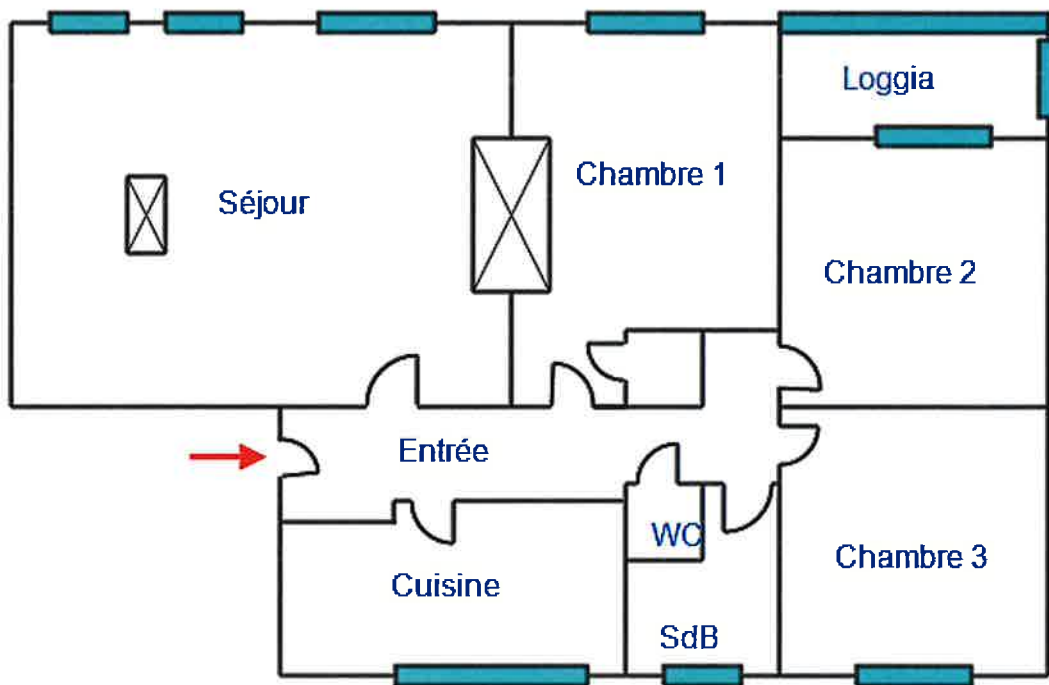 Loggia
Séjour
Chambre 1
Chambre 2
Entrée
WC
Chambre 3
Cuisine
SdB